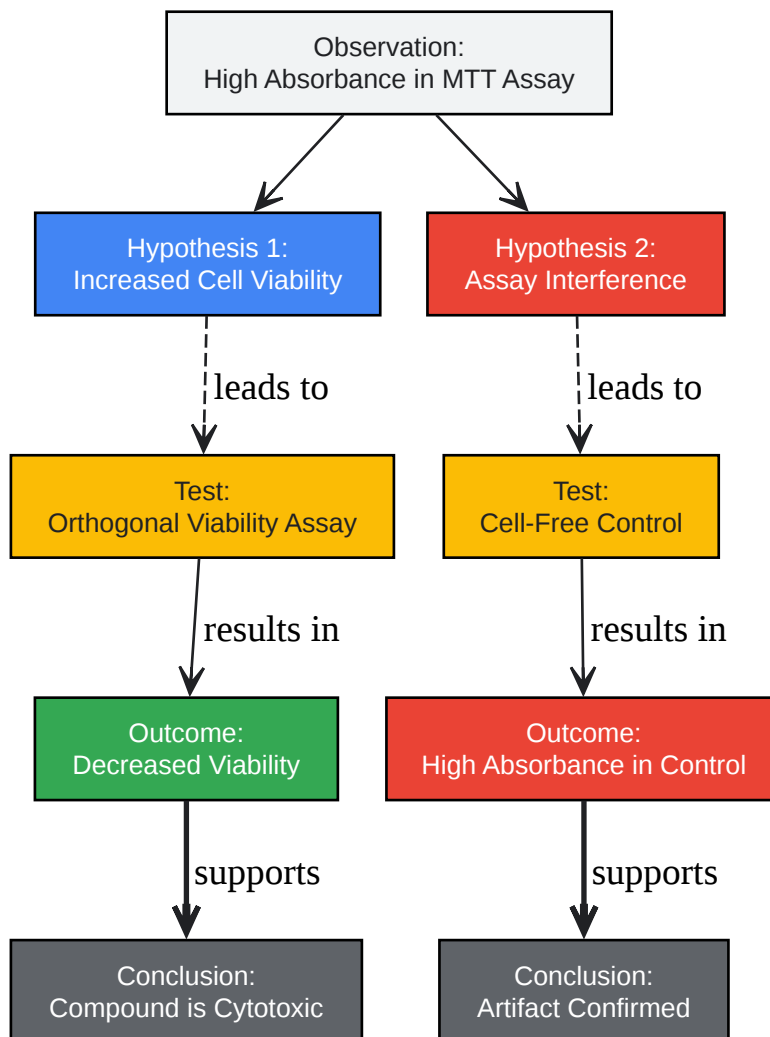 Observation:
High Absorbance in MTT Assay
Hypothesis 1:
Increased Cell Viability
Hypothesis 2:
Assay Interference
leads to
leads to
Test:
Orthogonal Viability Assay
Test:
Cell-Free Control
results in
results in
Outcome:
Decreased Viability
Outcome:
High Absorbance in Control
supports
supports
Conclusion:
Compound is Cytotoxic
Conclusion:
Artifact Confirmed